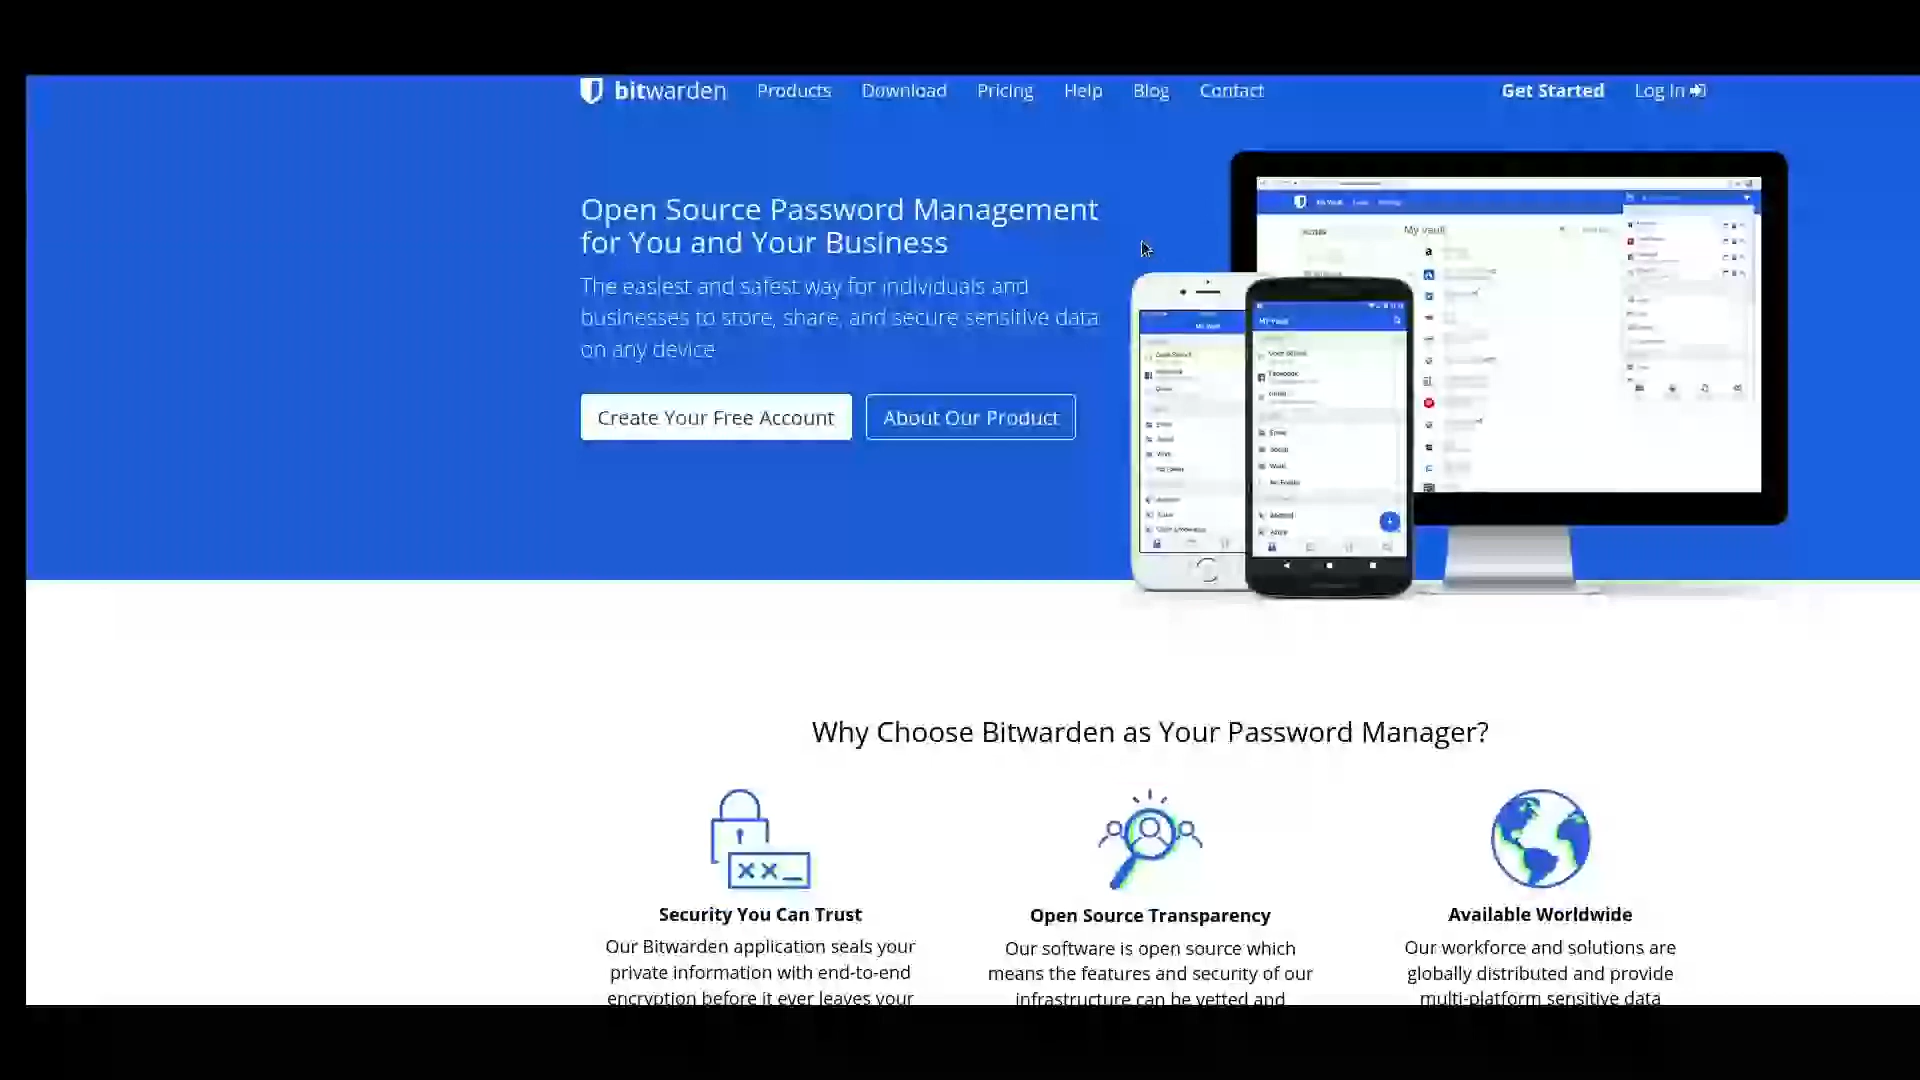 bitwarden Products Download Pricing Help Blog Contact Get Started Log In
Open Source Password Management
for You and Your Business
The easiest and safest way for individuals and
businesses to store, share, and secure sensitive data
on any device
Create Your Free Account About Our Product
My vault
My Vault
Why Choose Bitwarden as Your Password Manager?
xx_
Security You Can Trust
Our Bitwarden application seals your
private information with end-to-end
encryption before it ever leaves your
Open Source Transparency
Our software is open source which
means the features and security of our
infrastructure can be vetted and
Available Worldwide
Our workforce and solutions are
globally distributed and provide
multi-platform sensitive data